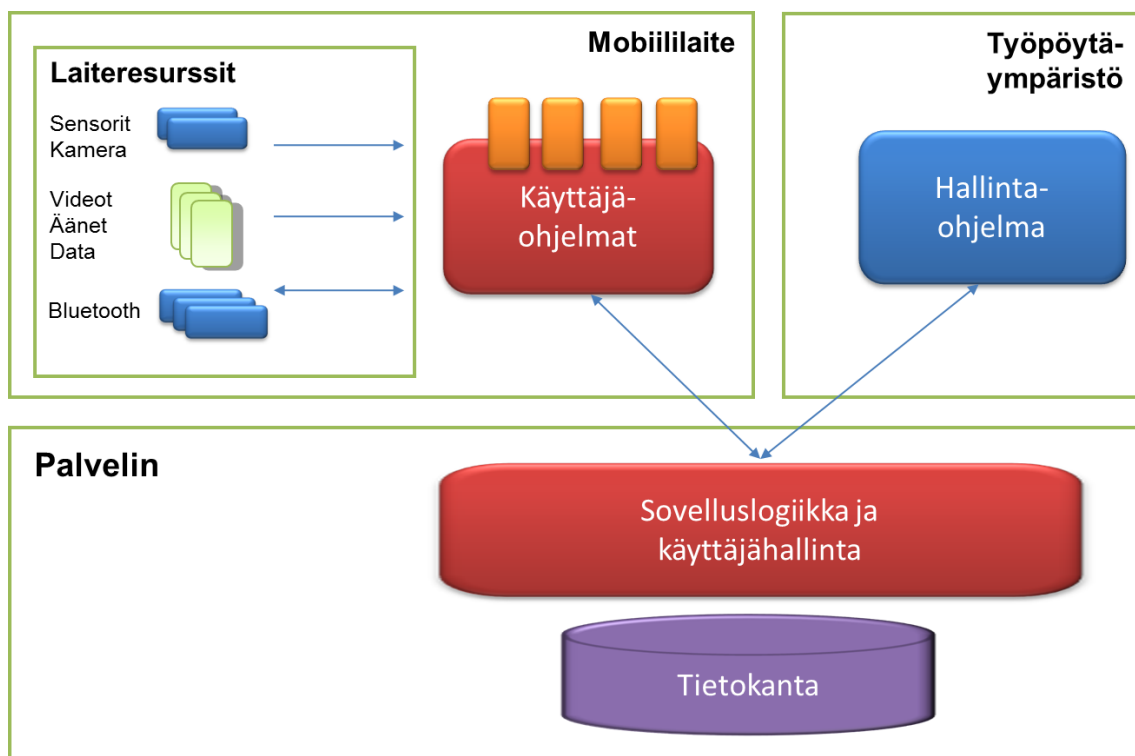 Mobiililaite
Laiteresurssit
Sensorit
Kamera
Videot
Äänet
Data
Bluetooth
Käyttäjä-
ohjelmat
Työpöytä-
ympäristö
Hallinta-
ohjelma
Palvelin
Sovelluslogiikka ja
käyttäjähallinta
Tietokanta